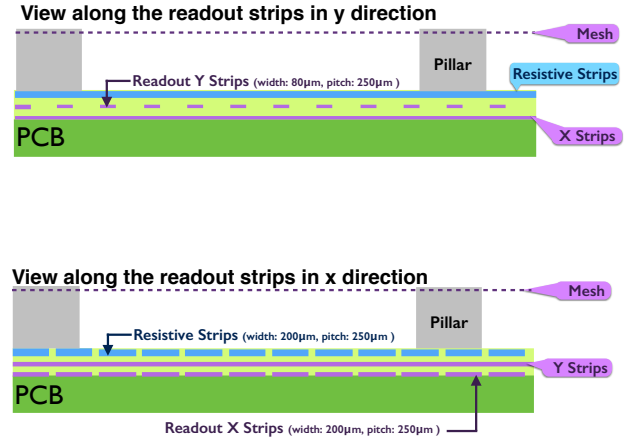 View along the readout strips in y direction
Mesh
Pillar
Resistive Strips
Readout Y Strips (width: 80μm, pitch: 250μm )
X Strips
PCB
View along the readout strips in x direction
Mesh
Pillar
Resistive Strips (width: 200μm, pitch: 250μm )
Y Strips
PCB
Readout X Strips (width: 200μm, pitch: 250μm )